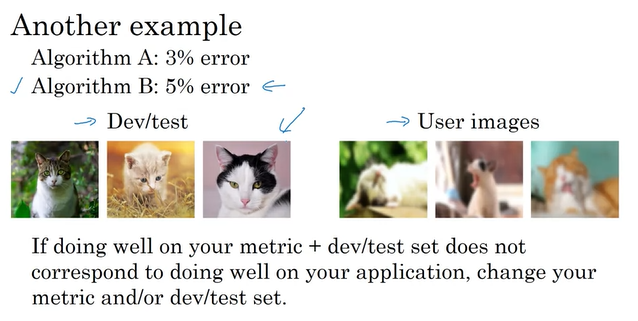 Another example
Algorithm A: 3% error
Algorithm B: 5% error
Dev/test
User images
If doing well on your metric + dev/test set does not
correspond to doing well on your application, change your
metric and/or dev/test set.